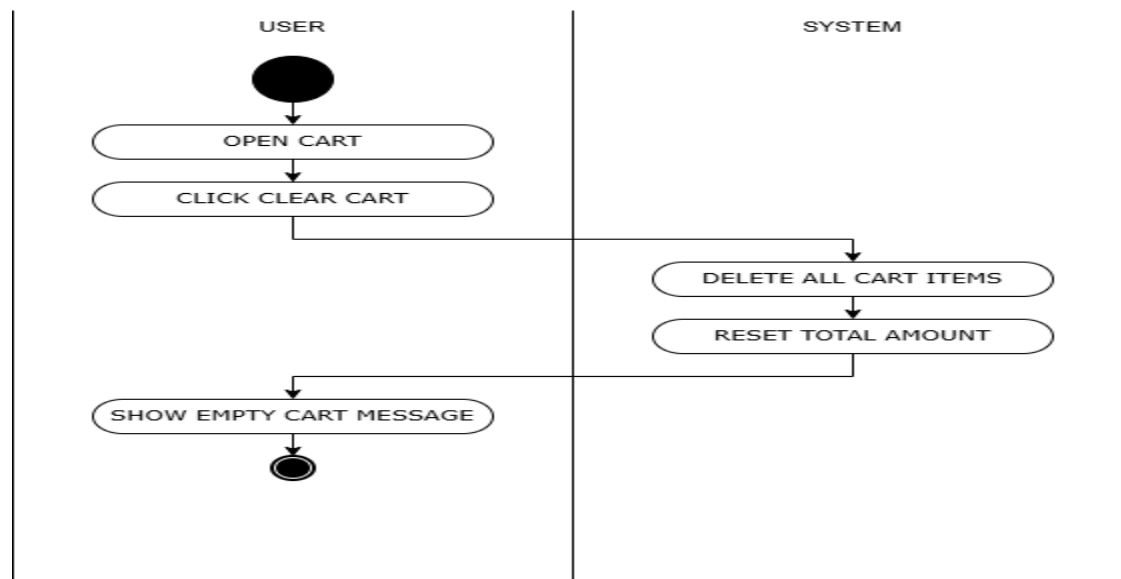 USER
SYSTEM
OPEN CART
CLICK CLEAR CART
DELETE ALL CART ITEMS
RESET TOTAL AMOUNT
SHOW EMPTY CART MESSAGE